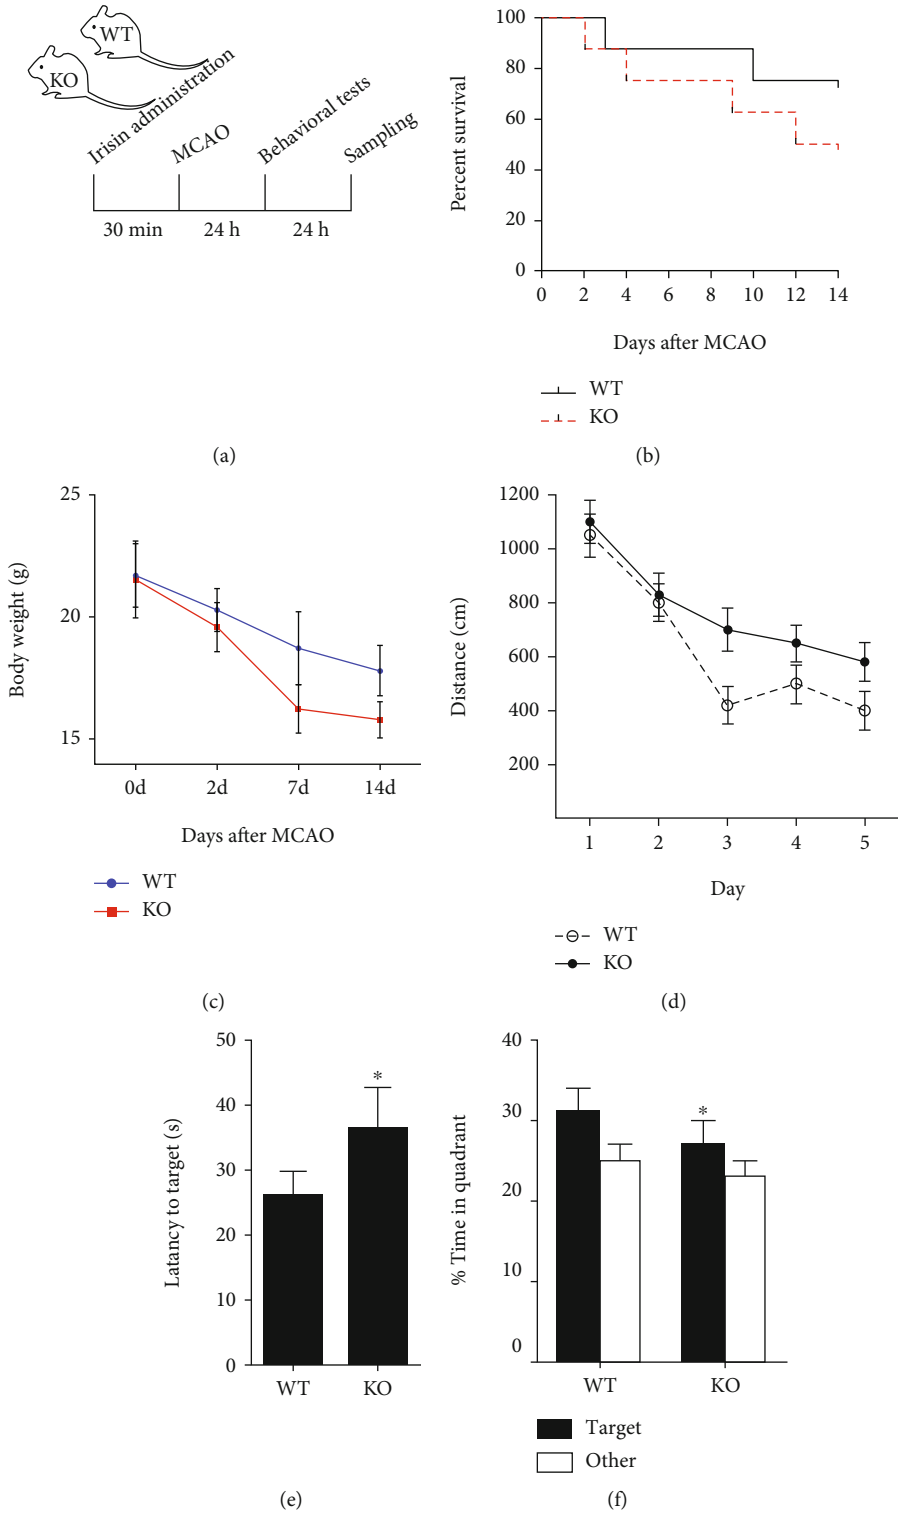 WT
KO
Irisin administration
MCAO
Behavioral tests
Sampling
30 min
24 h
24 h
(a)
Percent survival
100
80
60
40
20
0
0 2 4 6 8 10 12 14
Days after MCAO
WT
KO
(b)
Body weight (g)
25
20
15
0d 2d 7d 14d
Days after MCAO
WT
KO
(c)
Distance (cm)
1200
1000
800
600
400
200
1 2 3 4 5
Day
WT
KO
(d)
Latancy to target (s)
50
40
30
20
10
0
*
WT KO
(e)
% Time in quadrant
40
30
20
10
0
*
WT KO
Target
Other
(f)